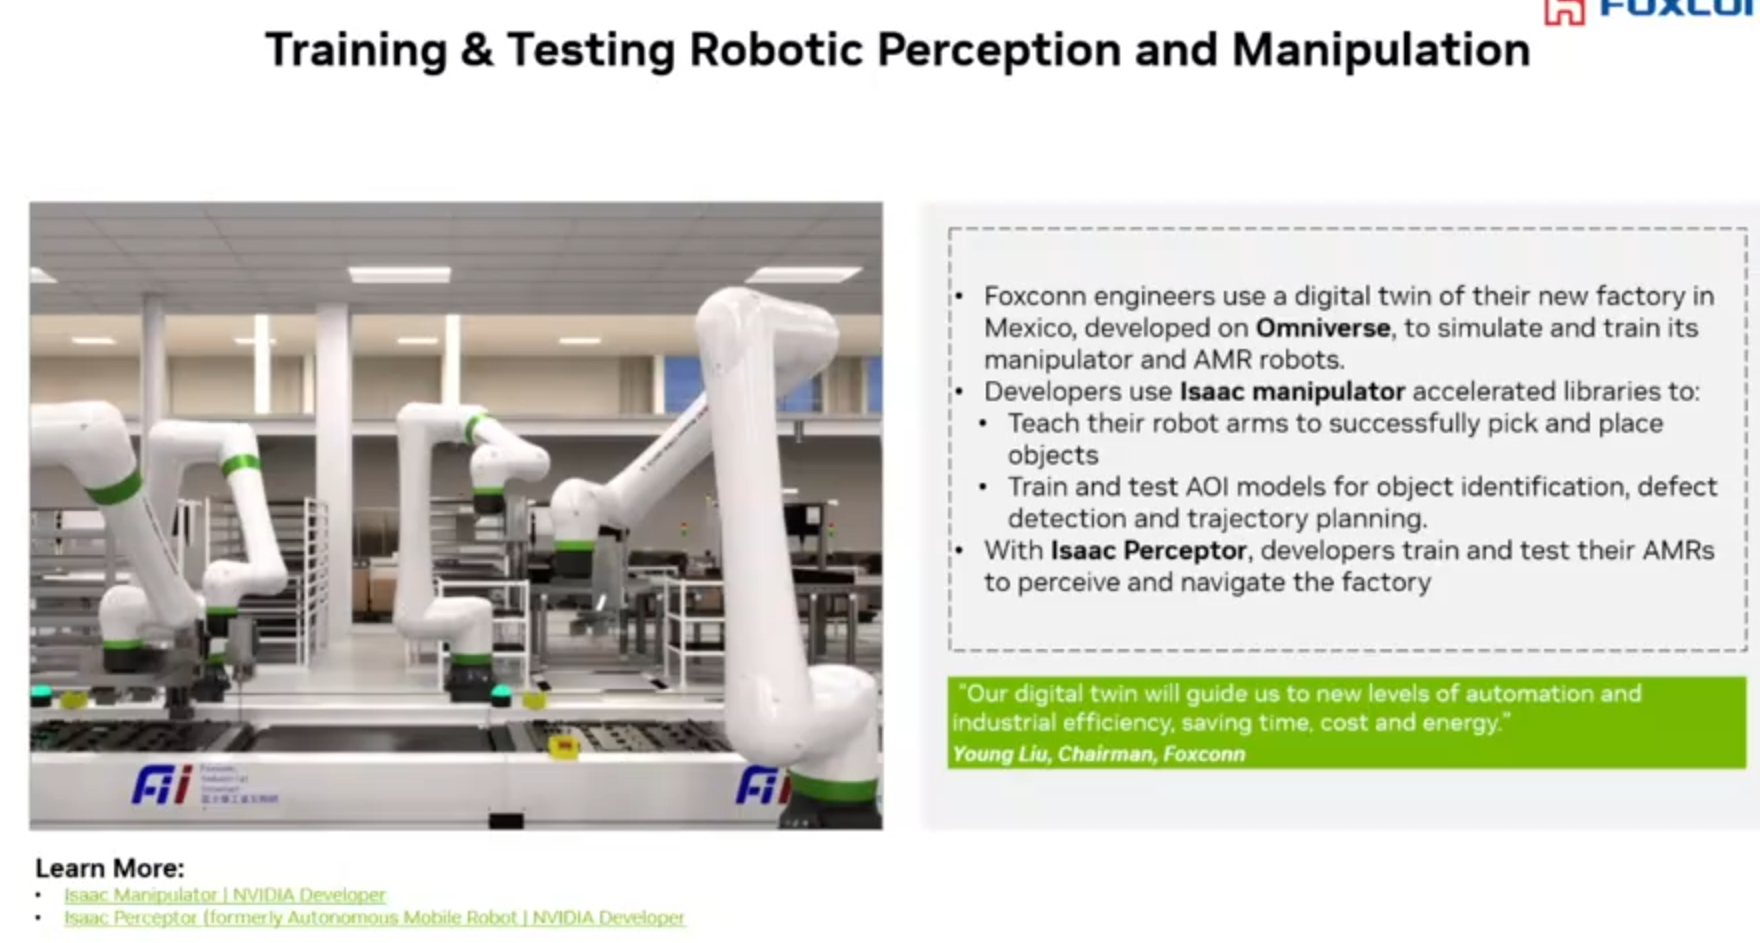 FOXCON
Training & Testing Robotic Perception and Manipulation
• Foxconn engineers use a digital twin of their new factory in
Mexico, developed on Omniverse, to simulate and train its
manipulator and AMR robots.
• Developers use Isaac manipulator accelerated libraries to:
• Teach their robot arms to successfully pick and place
objects
• Train and test AOI models for object identification, defect
detection and trajectory planning.
• With Isaac Perceptor, developers train and test their AMRs
to perceive and navigate the factory
"Our digital twin will guide us to new levels of automation and
industrial efficiency, saving time, cost and energy."
Young Liu, Chairman, Foxconn
Fii
Foxconn
Industrial
Internet
Fii
Learn More:
• Isaac Manipulator | NVIDIA Developer
• Isaac Perceptor (formerly Autonomous Mobile Robot | NVIDIA Developer